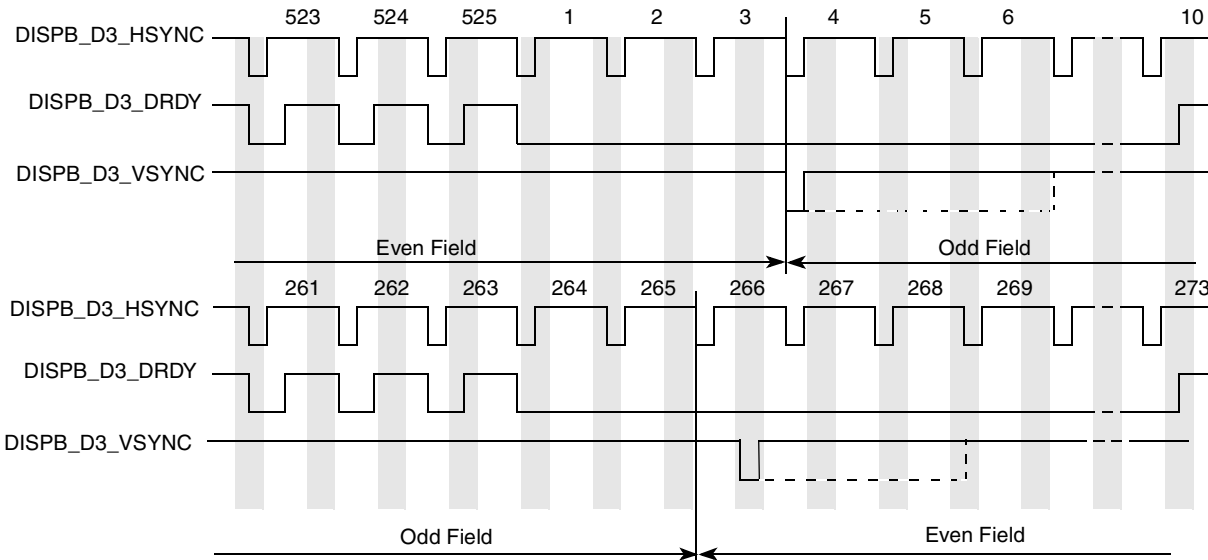 523 524 525 1 2 3 4 5 6 10
DISPB_D3_HSYNC
DISPB_D3_DRDY
DISPB_D3_VSYNC
Even Field Odd Field
261 262 263 264 265 266 267 268 269 273
DISPB_D3_HSYNC
DISPB_D3_DRDY
DISPB_D3_VSYNC
Odd Field Even Field